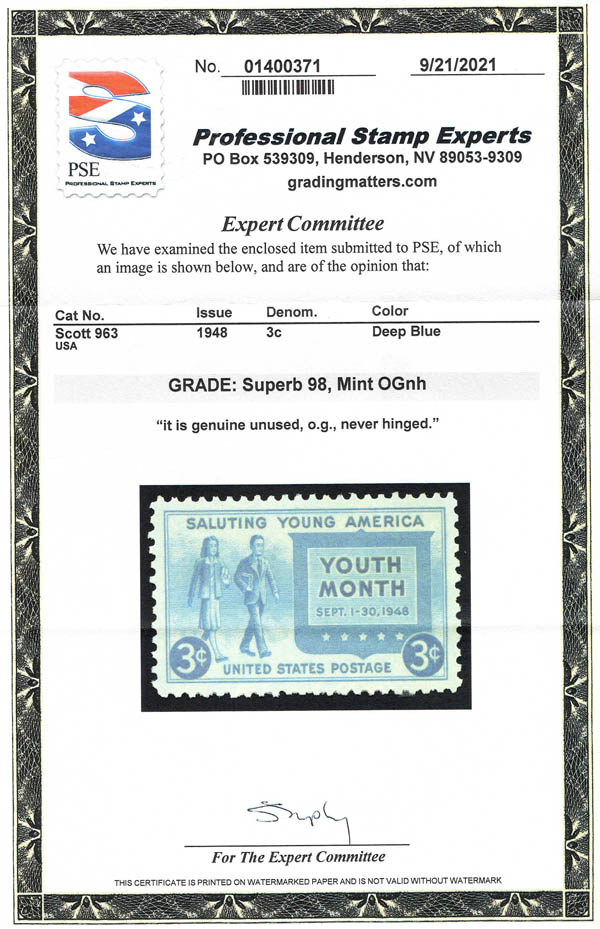 No. 01400371 9/21/2021
PSE
PROFESSIONAL STAMP EXPERTS
Professional Stamp Experts
PO Box 539309, Henderson, NV 89053-9309
gradingmatters.com
Expert Committee
We have examined the enclosed item submitted to PSE, of which
an image is shown below, and are of the opinion that:
Cat No. Issue Denom. Color
Scott 963 1948 3c Deep Blue
USA
GRADE: Superb 98, Mint OGnh
“it is genuine unused, o.g., never hinged.”
SALUTING YOUNG AMERICA
YOUTH
MONTH
SEPT. 1-30, 1948
3¢ UNITED STATES POSTAGE 3¢
For The Expert Committee
THIS CERTIFICATE IS PRINTED ON WATERMARKED PAPER AND IS NOT VALID WITHOUT WATERMARK